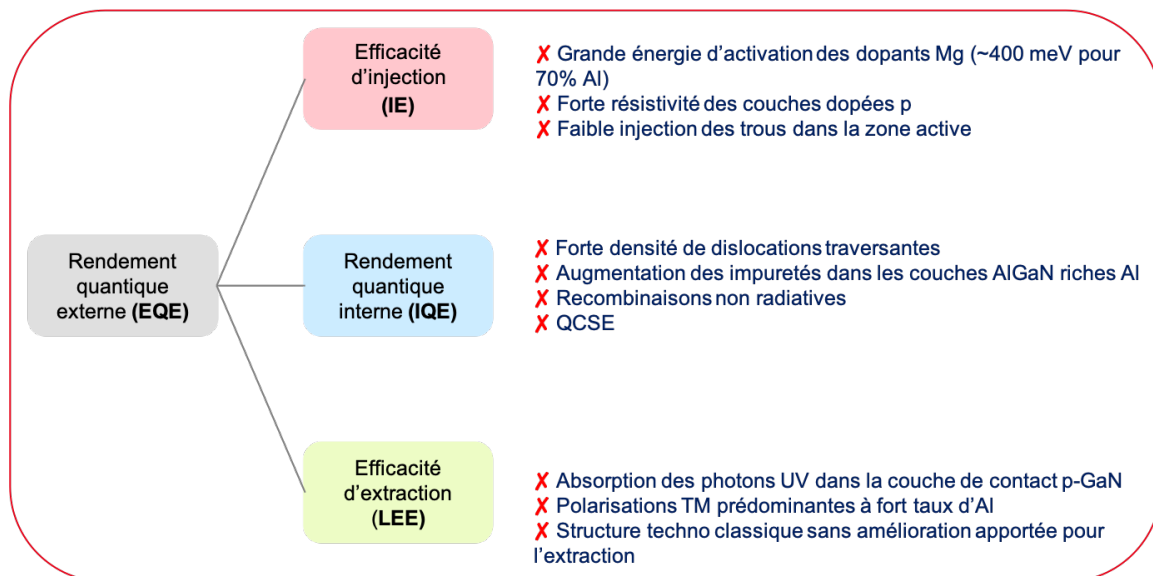 Efficacité
d'injection
(IE)
✗ Grande énergie d'activation des dopants Mg (~400 meV pour
70% Al)
✗ Forte résistivité des couches dopées p
✗ Faible injection des trous dans la zone active
Rendement
quantique
externe (EQE)
Rendement
quantique
interne (IQE)
✗ Forte densité de dislocations traversantes
✗ Augmentation des impuretés dans les couches AlGaN riches Al
✗ Recombinaisons non radiatives
✗ QCSE
Efficacité
d'extraction
(LEE)
✗ Absorption des photons UV dans la couche de contact p-GaN
✗ Polarisations TM prédominantes à fort taux d'Al
✗ Structure techno classique sans amélioration apportée pour
l'extraction